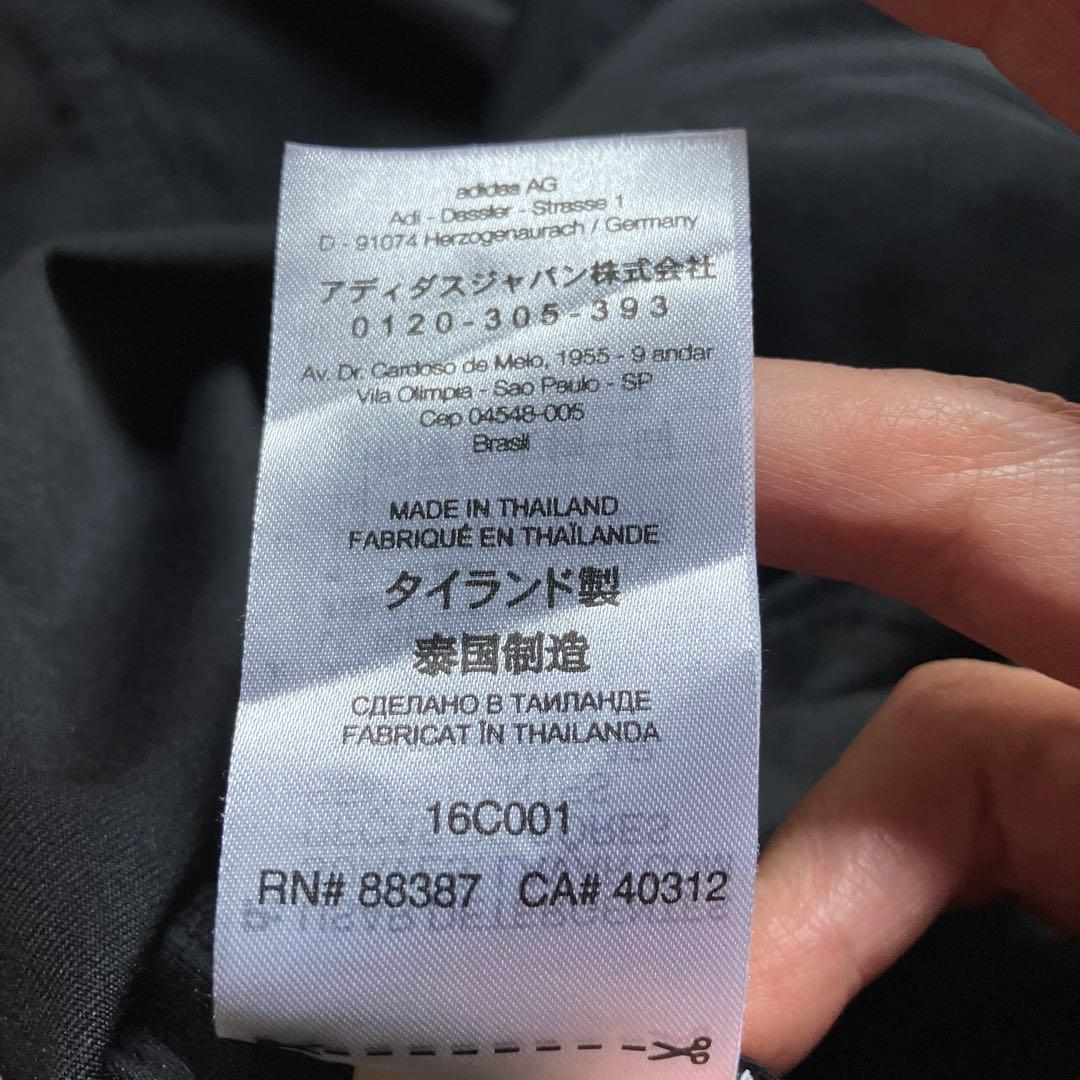 adidas AG
Adi - Dassler - Strasse 1
D - 91074 Herzogenaurach / Germany
アディダスジャパン株式会社
0120-305-393
Av. Dr. Cardoso de Melo, 1955 - 9 andar
Vila Olimpia - Sao Paulo - SP
Cep 04548-005
Brasil
MADE IN THAILAND
FABRIQUÉ EN THAÏLANDE
タイランド製
泰国制造
СДЕЛАНО В ТАИЛАНДЕ
FABRICAT ÎN THAILANDA
16C001
RN# 88387 CA# 40312